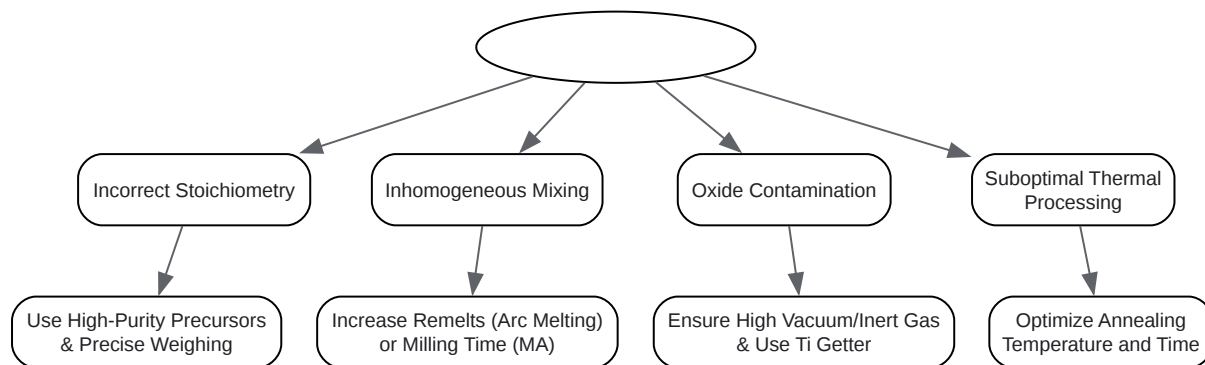 Incorrect Stoichiometry
Inhomogeneous Mixing
Oxide Contamination
Suboptimal Thermal
Processing
Use High-Purity Precursors
& Precise Weighing
Increase Remelts (Arc Melting)
or Milling Time (MA)
Ensure High Vacuum/Inert Gas
& Use Ti Getter
Optimize Annealing
Temperature and Time